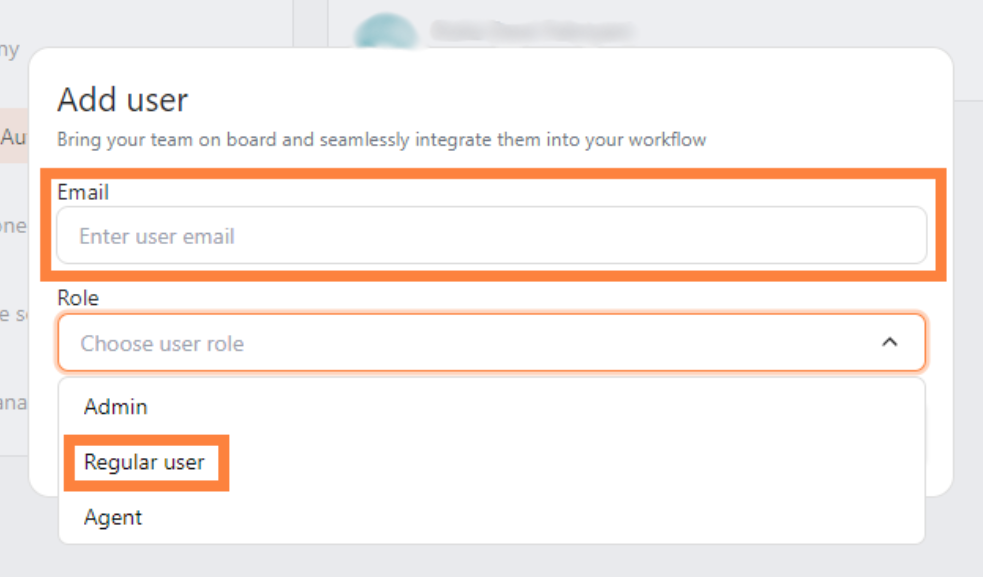 my
Add user
Au
Bring your team on board and seamlessly integrate them into your workflow
Email
one
Enter user email
Role
e s
Choose user role
ana
Admin
Regular user
Agent